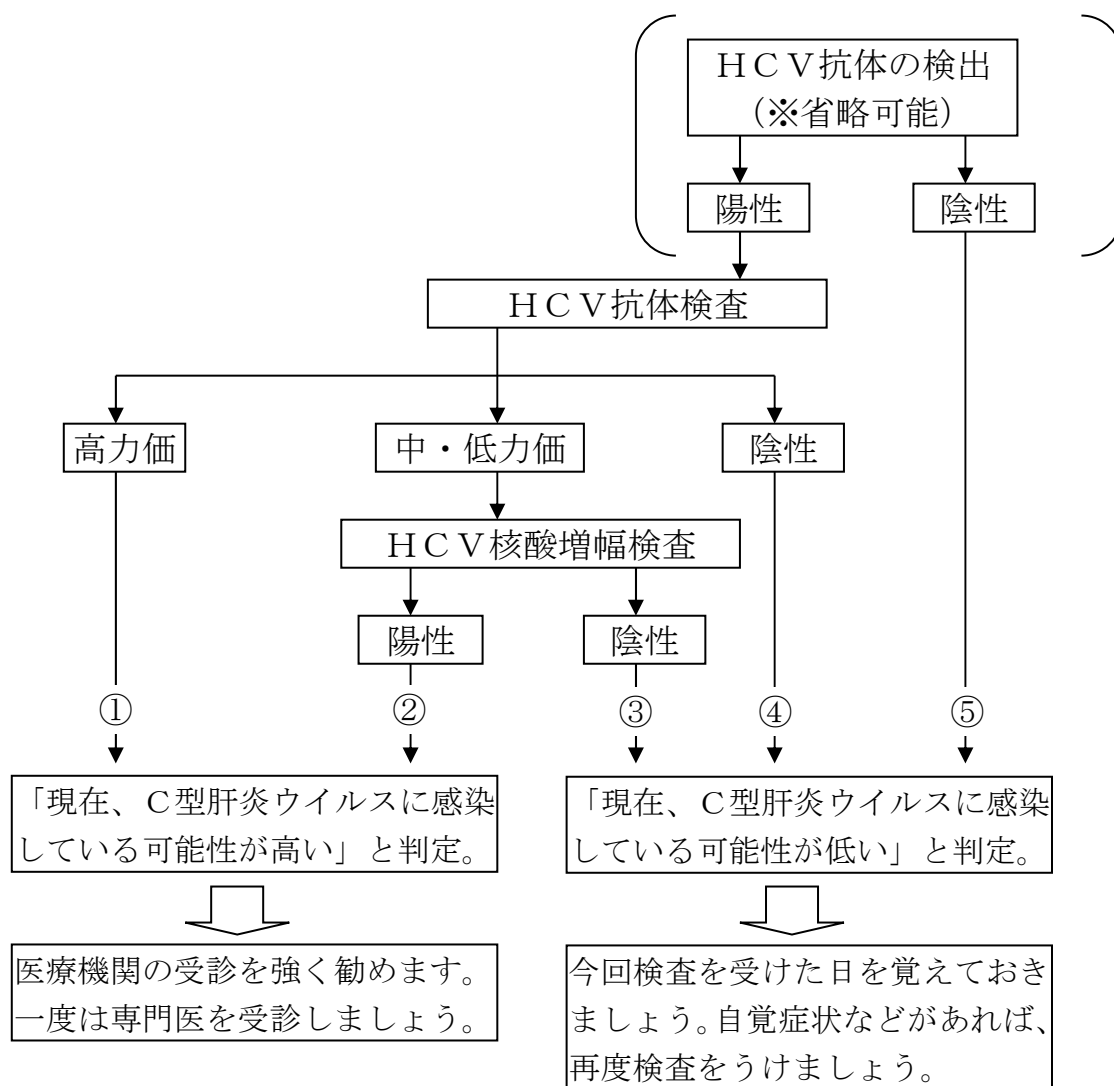 ＨＣＶ抗体の検出
（※省略可能）
陽性
陰性
ＨＣＶ抗体検査
高力価
中・低力価
陰性
ＨＣＶ核酸増幅検査
陽性
陰性
①
②
③
④
⑤
「現在、Ｃ型肝炎ウイルスに感染
している可能性が高い」と判定。
「現在、Ｃ型肝炎ウイルスに感染
している可能性が低い」と判定。
医療機関の受診を強く勧めます。
一度は専門医を受診しましょう。
今回検査を受けた日を覚えておき
ましょう。自覚症状などがあれば、
再度検査をうけましょう。